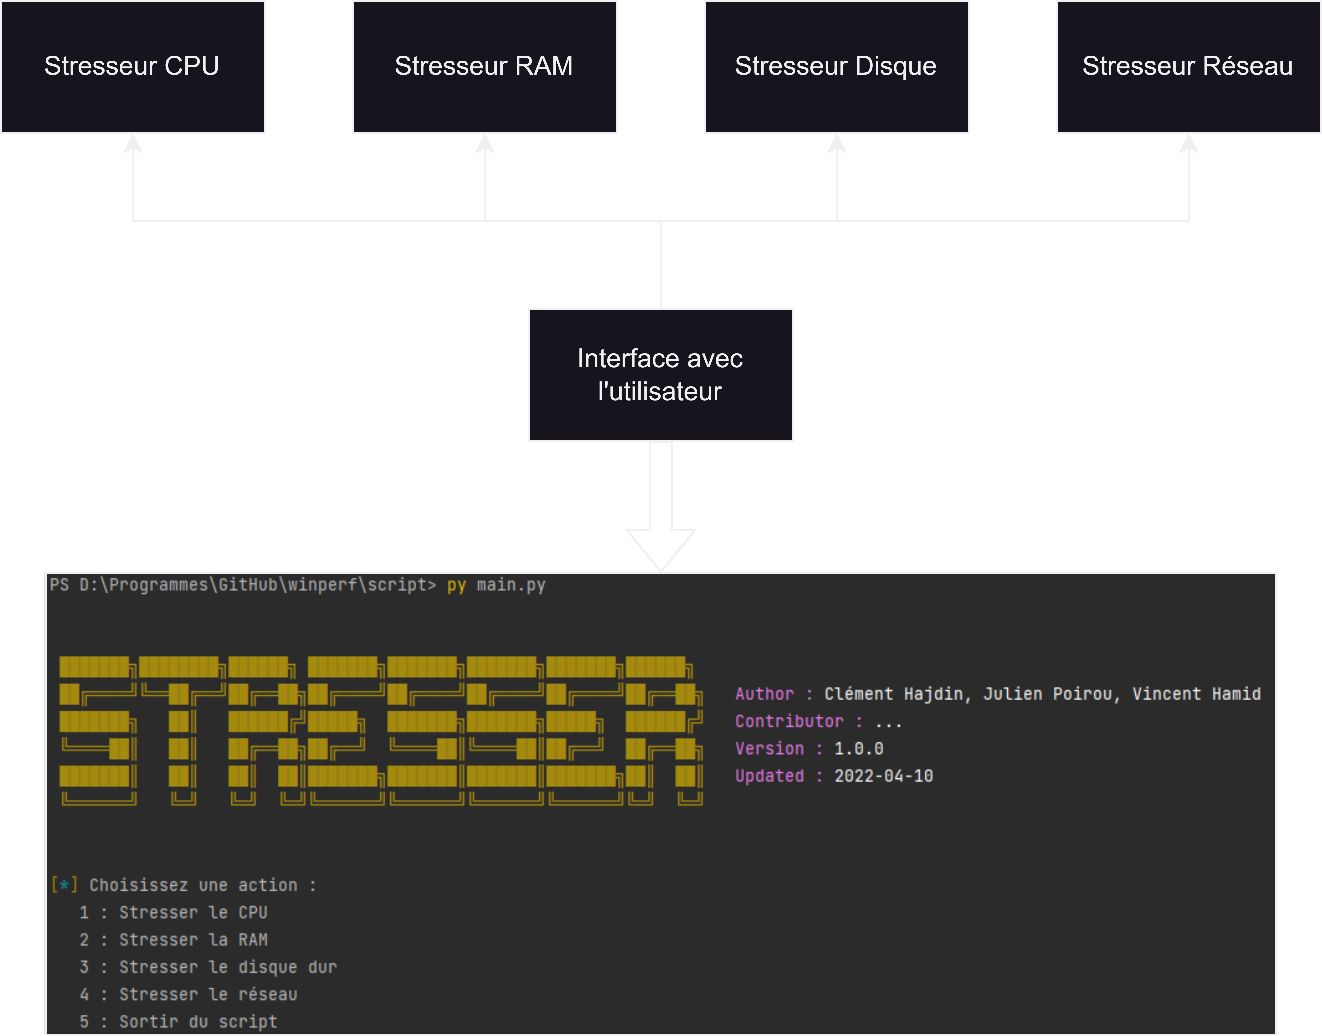 Stresseur CPU
Stresseur RAM
Stresseur Disque
Stresseur Réseau
Interface avec
l'utilisateur
PS D:\Programmes\GitHub\winperf\script> py main.py
STRESSER
Author : Clément Hajdin, Julien Poirou, Vincent Hamid
Contributor : ...
Version : 1.0.0
Updated : 2022-04-10
[*] Choisissez une action :
1 : Stresser le CPU
2 : Stresser la RAM
3 : Stresser le disque dur
4 : Stresser le réseau
5 : Sortir du script